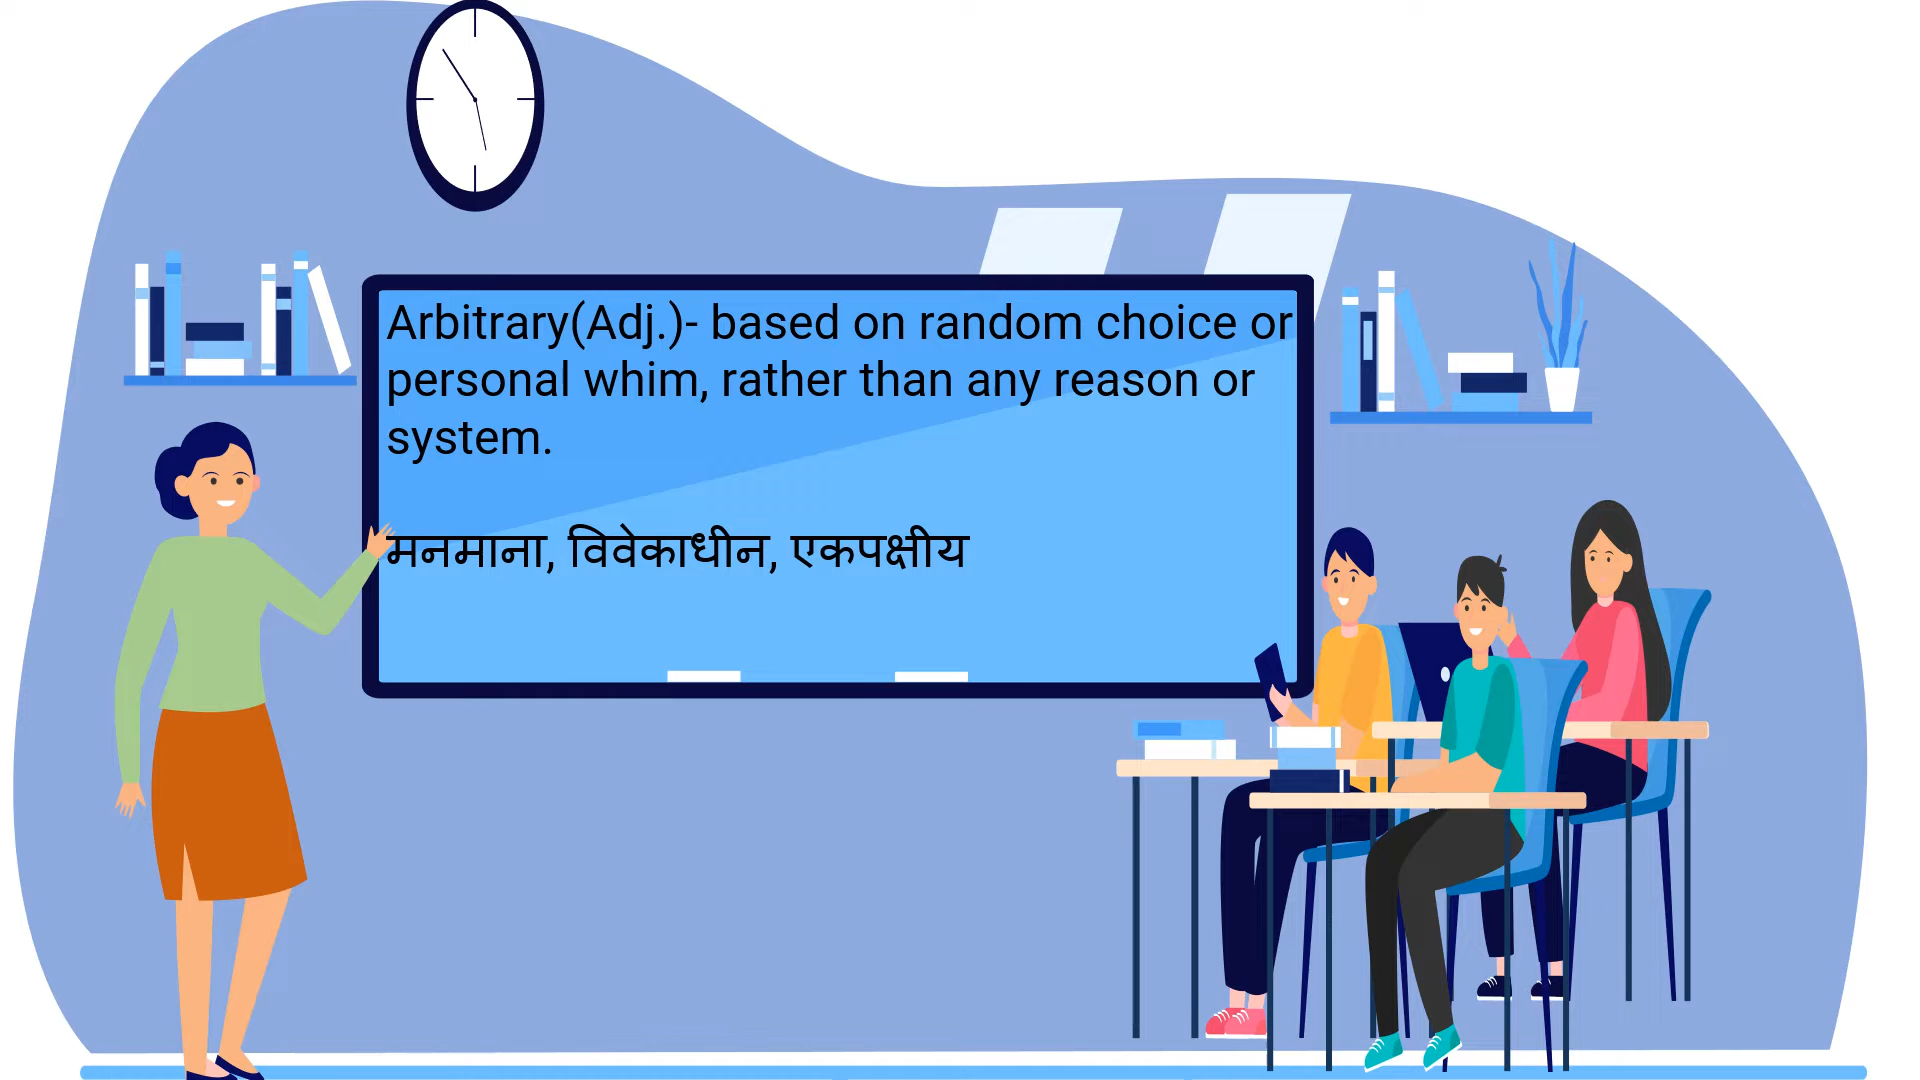 Arbitrary(Adj.)- based on random choice or
personal whim, rather than any reason or
system.
मनमाना, विवेकाधीन, एकपक्षीय